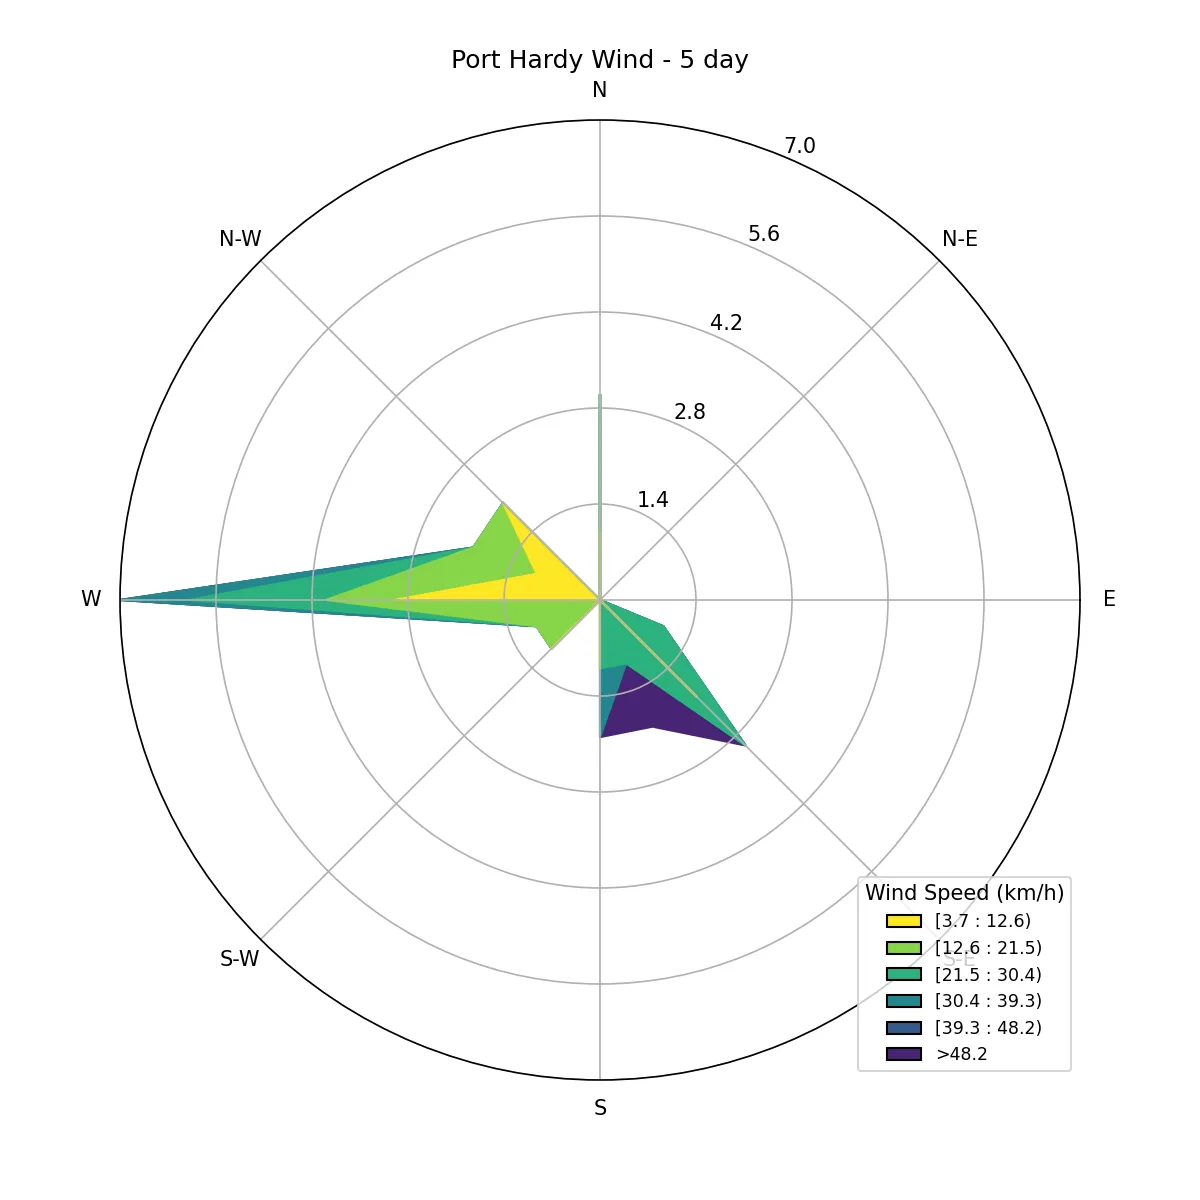 Port Hardy Wind - 5 day
N
7.0
N-W
5.6
N-E
4.2
2.8
1.4
W
E
Wind Speed (km/h)
[3.7 : 12.6)
[12.6 : 21.5)
S-W
S-E
[21.5 : 30.4)
[30.4 : 39.3)
[39.3 : 48.2)
>48.2
S